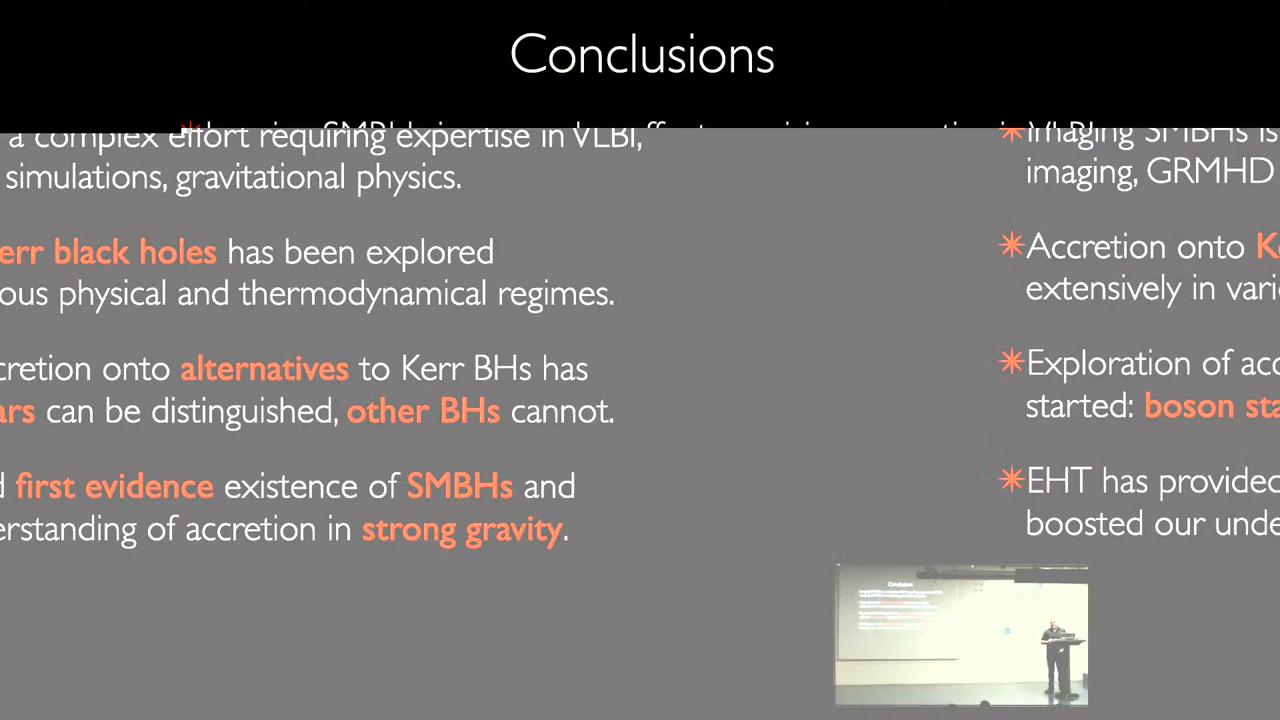 Conclusions
a complex effort requiring expertise in VLBI,
simulations, gravitational physics.
err black holes has been explored
ous physical and thermodynamical regimes.
cretion onto alternatives to Kerr BHs has
ars can be distinguished, other BHs cannot.
d first evidence existence of SMBHs and
erstanding of accretion in strong gravity.
Imaging SMBHs is
imaging, GRMHD
Accretion onto K
extensively in vari
Exploration of acc
started: boson sta
EHT has provided
boosted our unde
Conclusions